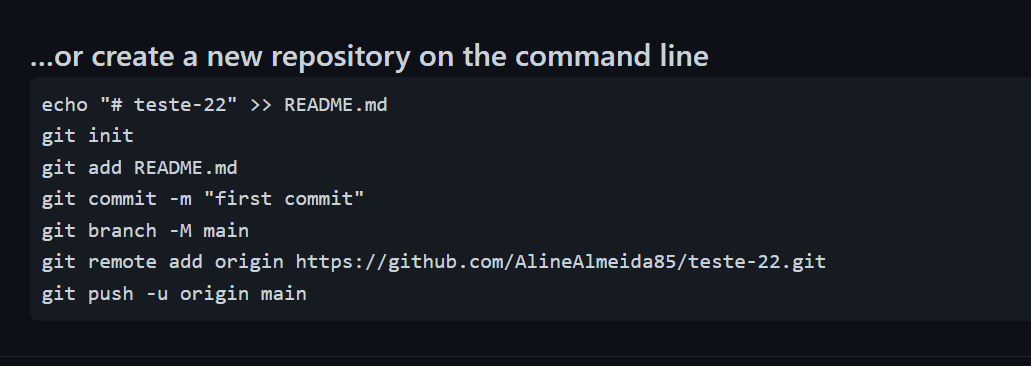 ...or create a new repository on the command line
echo "# teste-22" >> README.md
git init
git add README.md
git commit -m "first commit"
git branch -M main
git remote add origin https://github.com/AlineAlmeida85/teste-22.git
git push -u origin main